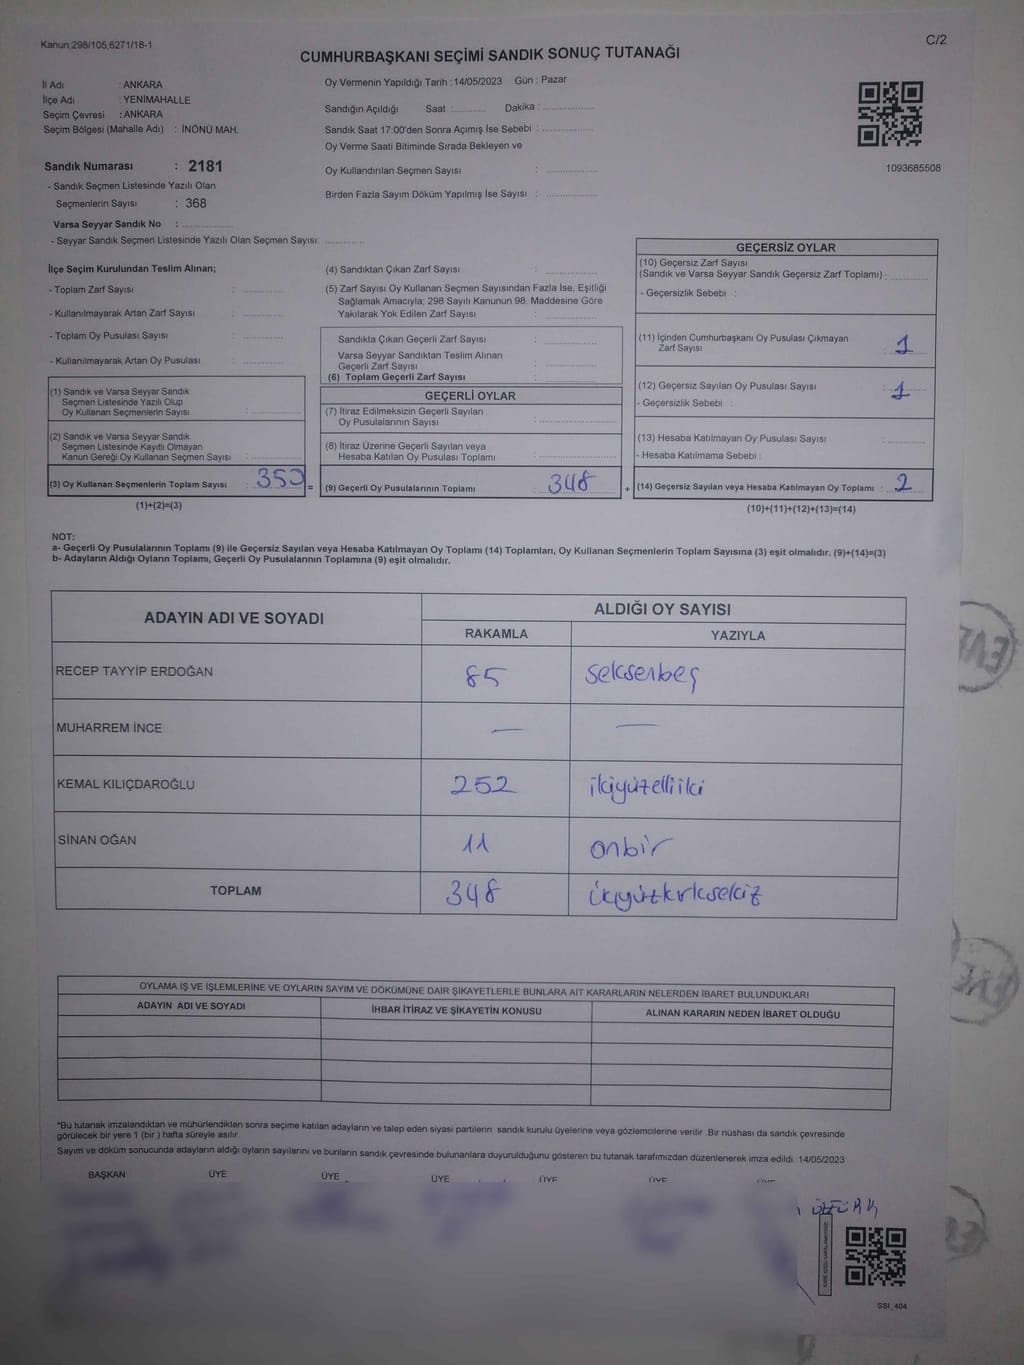 Kanun;298/105;6271/18-1
C/2
CUMHURBAŞKANI SEÇİMİ SANDIK SONUÇ TUTANAĞI
İl Adı : ANKARA
İlçe Adı : YENİMAHALLE
Seçim Çevresi : ANKARA
Seçim Bölgesi (Mahalle Adı) : İNÖNÜ MAH.
Oy Vermenin Yapıldığı Tarih :14/05/2023 Gün : Pazar
Sandığın Açıldığı Saat :............ Dakika :................
Sandık Saat 17:00'den Sonra Açımış İse Sebebi :................
Oy Verme Saati Bitiminde Sırada Bekleyen ve
Oy Kullandırılan Seçmen Sayısı : ................
Birden Fazla Sayım Döküm Yapılmış İse Sayısı : ................
1093685508
Sandık Numarası : 2181
- Sandık Seçmen Listesinde Yazılı Olan
Seçmenlerin Sayısı : 368
Varsa Seyyar Sandık No : ................
- Seyyar Sandık Seçmen Listesinde Yazılı Olan Seçmen Sayısı: ............
İlçe Seçim Kurulundan Teslim Alınan;
- Toplam Zarf Sayısı : ............
- Kullanılmayarak Artan Zarf Sayısı : ............
- Toplam Oy Pusulası Sayısı : ............
- Kullanılmayarak Artan Oy Pusulası : ............
(1) Sandık ve Varsa Seyyar Sandık
Seçmen Listesinde Yazılı Olup
Oy Kullanan Seçmenlerin Sayısı : ................
(2) Sandık ve Varsa Seyyar Sandık
Seçmen Listesinde Kayıtlı Olmayan
Kanun Gereği Oy Kullanan Seçmen Sayısı : ................
(3) Oy Kullanan Seçmenlerin Toplam Sayısı : 350 =
(1)+(2)=(3)
(4) Sandıktan Çıkan Zarf Sayısı : ................
(5) Zarf Sayısı Oy Kullanan Seçmen Sayısından Fazla İse, Eşitliği
Sağlamak Amacıyla; 298 Sayılı Kanunun 98. Maddesine Göre
Yakılarak Yok Edilen Zarf Sayısı : ................
Sandıkta Çıkan Geçerli Zarf Sayısı : ................
Varsa Seyyar Sandıktan Teslim Alınan
Geçerli Zarf Sayısı : ................
(6) Toplam Geçerli Zarf Sayısı : ................
GEÇERLİ OYLAR
(7) İtiraz Edilmeksizin Geçerli Sayılan
Oy Pusulalarının Sayısı : ................
(8) İtiraz Üzerine Geçerli Sayılan veya
Hesaba Katılan Oy Pusulası Toplamı : ................
(9) Geçerli Oy Pusulalarının Toplamı : 348 +
GEÇERSİZ OYLAR
(10) Geçersiz Zarf Sayısı
(Sandık ve Varsa Seyyar Sandık Geçersiz Zarf Toplamı) : ............
- Geçersizlik Sebebi :
(11) İçinden Cumhurbaşkanı Oy Pusulası Çıkmayan
Zarf Sayısı : 1
(12) Geçersiz Sayılan Oy Pusulası Sayısı : 1
- Geçersizlik Sebebi :
(13) Hesaba Katılmayan Oy Pusulası Sayısı : ............
- Hesaba Katılmama Sebebi :
(14) Geçersiz Sayılan veya Hesaba Katılmayan Oy Toplamı : 2
(10)+(11)+(12)+(13)=(14)
NOT:
a- Geçerli Oy Pusulalarının Toplamı (9) ile Geçersiz Sayılan veya Hesaba Katılmayan Oy Toplamı (14) Toplamları, Oy Kullanan Seçmenlerin Toplam Sayısına (3) eşit olmalıdır. (9)+(14)=(3)
b- Adayların Aldığı Oyların Toplamı, Geçerli Oy Pusulalarının Toplamına (9) eşit olmalıdır.
ADAYIN ADI VE SOYADI
ALDIĞI OY SAYISI
RAKAMLA YAZIYLA
RECEP TAYYİP ERDOĞAN 85 seksenbeş
MUHARREM İNCE — —
KEMAL KILIÇDAROĞLU 252 ikiyüzelliiki
SİNAN OĞAN 11 onbir
TOPLAM 348 üçyüzkırksekiz
OYLAMA İŞ VE İŞLEMLERİNE VE OYLARIN SAYIM VE DÖKÜMÜNE DAİR ŞİKAYETLERLE BUNLARA AİT KARARLARIN NELERDEN İBARET BULUNDUKLARI
ADAYIN ADI VE SOYADI İHBAR İTİRAZ VE ŞİKAYETİN KONUSU ALINAN KARARIN NEDEN İBARET OLDUĞU
*Bu tutanak imzalandıktan ve mühürlendikten sonra seçime katılan adayların ve talep eden siyasi partilerin sandık kurulu üyelerine veya gözlemcilerine verilir .Bir nüshası da sandık çevresinde
görülecek bir yere 1 (bir ) hafta süreyle asılır.
Sayım ve döküm sonucunda adayların aldığı oyların sayılarını ve bunların sandık çevresinde bulunanlara duyurulduğunu gösteren bu tutanak tarafımızdan düzenlenerek imza edildi. 14/05/2023
BAŞKAN ÜYE ÜYE ÜYE ÜYE ÜYE ÜYE
ÖZTÜRK
SSI_404